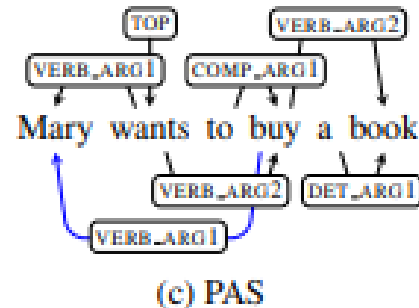 TOP VERB_ARG2
VERB_ARG1 COMP_ARG1
Mary wants to buy a book
VERB_ARG2 DET_ARG1
VERB_ARG1
(c) PAS